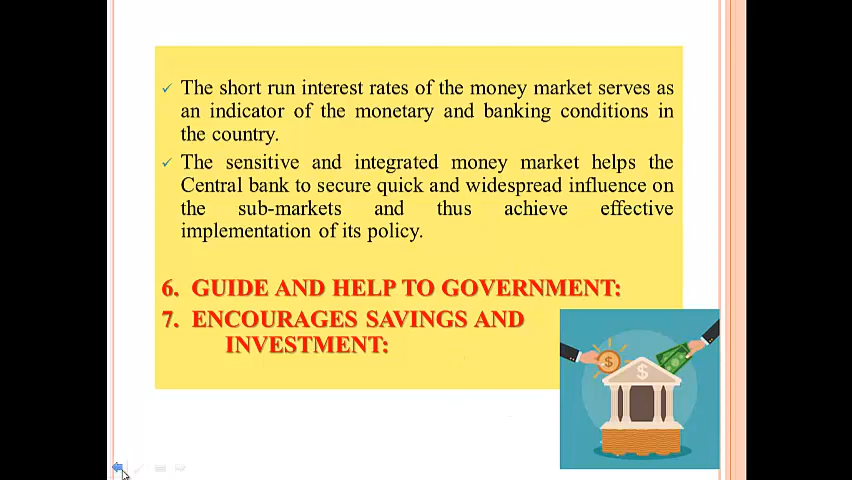 The short run interest rates of the money market serves as
an indicator of the monetary and banking conditions in
the country.
The sensitive and integrated money market helps the
Central bank to secure quick and widespread influence on
the sub-markets and thus achieve effective
implementation of its policy.
6. GUIDE AND HELP TO GOVERNMENT:
7. ENCOURAGES SAVINGS AND
INVESTMENT:
$
$